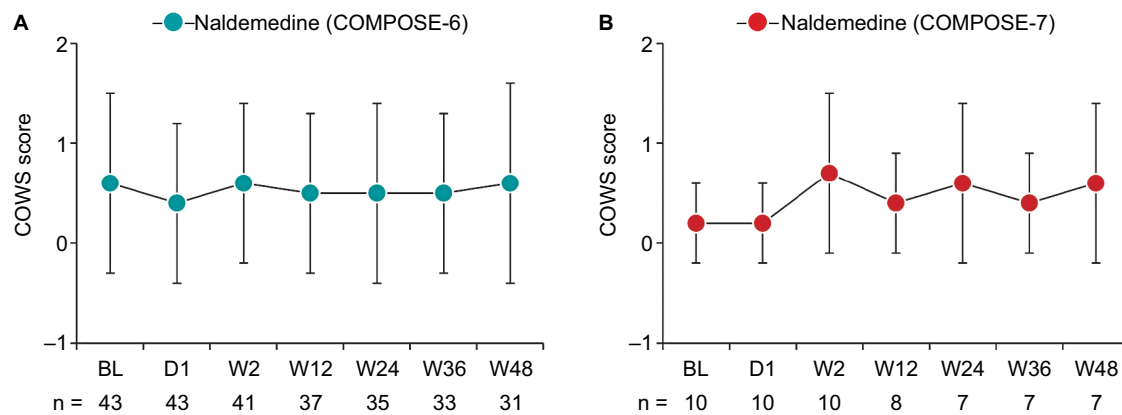 A
Naldemedine (COMPOSE-6)
COWS score
2
1
0
–1
BL D1 W2 W12 W24 W36 W48
n = 43 43 41 37 35 33 31
B
Naldemedine (COMPOSE-7)
COWS score
2
1
0
–1
BL D1 W2 W12 W24 W36 W48
n = 10 10 10 8 7 7 7